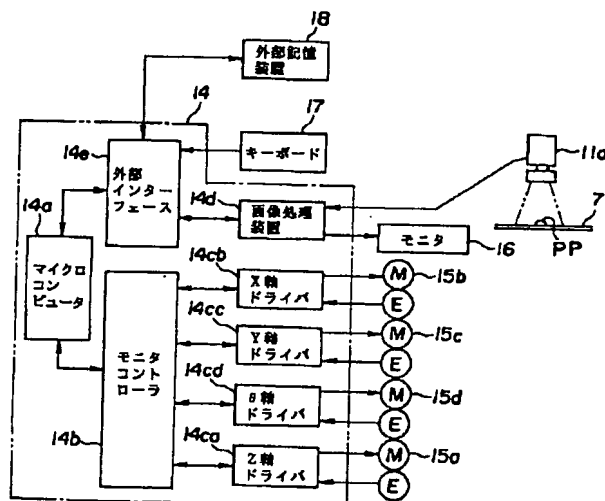 18
外部記憶
装置
14
17
キーボード
14e
外部
インター
フェース
14a
マイクロ
コン
ピュータ
14d
画像処理
装置
11a
7
PP
モニタ
16
14cb
X軸
ドライバ
M
15b
E
14cc
Y軸
ドライバ
M
15c
E
14cd
θ軸
ドライバ
M
15d
E
14ca
Z軸
ドライバ
M
15a
E
モニタ
コント
ローラ
14b